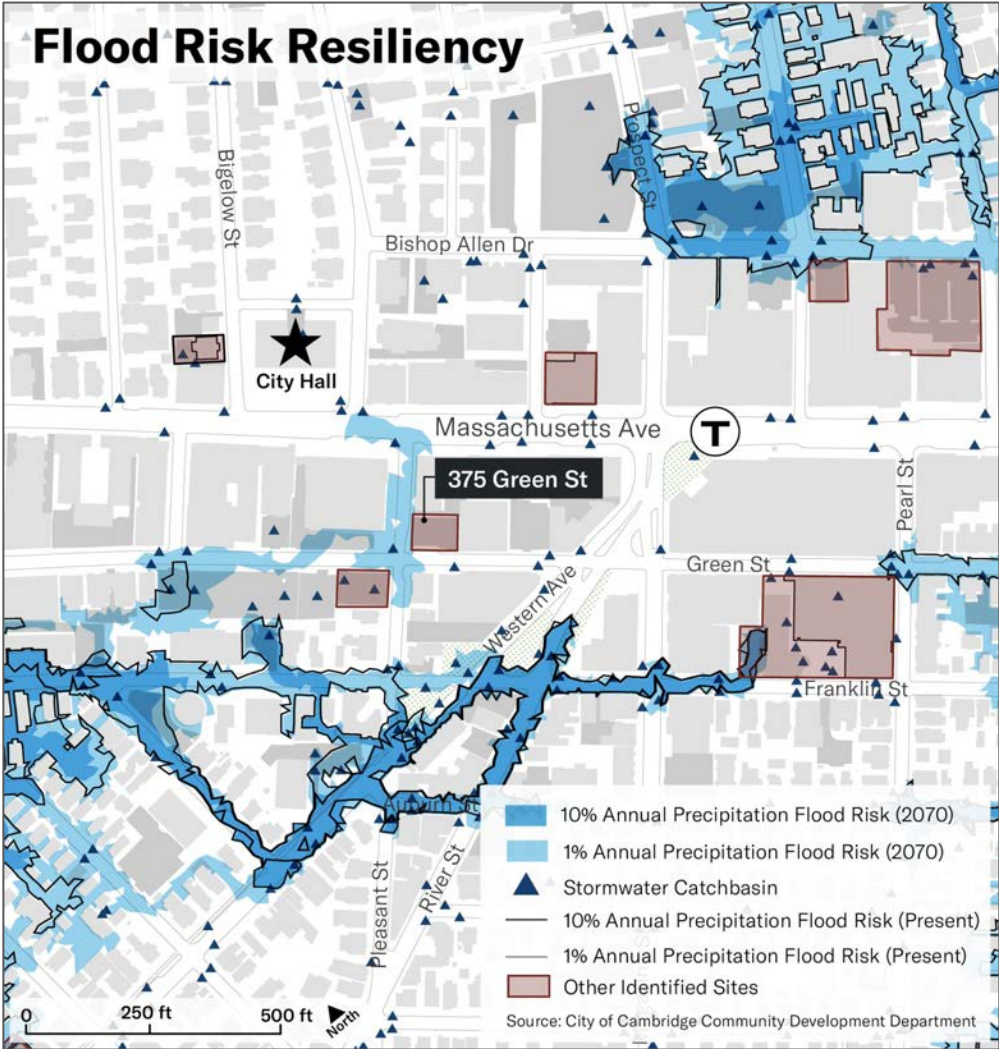 Flood Risk Resiliency
Prospect St
Bigelow St
Bishop Allen Dr
City Hall
Massachusetts Ave
T
375 Green St
Pearl St
Green St
Western Ave
Franklin St
Auburn St
River St
Pleasant St
10% Annual Precipitation Flood Risk (2070)
1% Annual Precipitation Flood Risk (2070)
Stormwater Catchbasin
10% Annual Precipitation Flood Risk (Present)
1% Annual Precipitation Flood Risk (Present)
Other Identified Sites
Source: City of Cambridge Community Development Department
0 250 ft 500 ft North